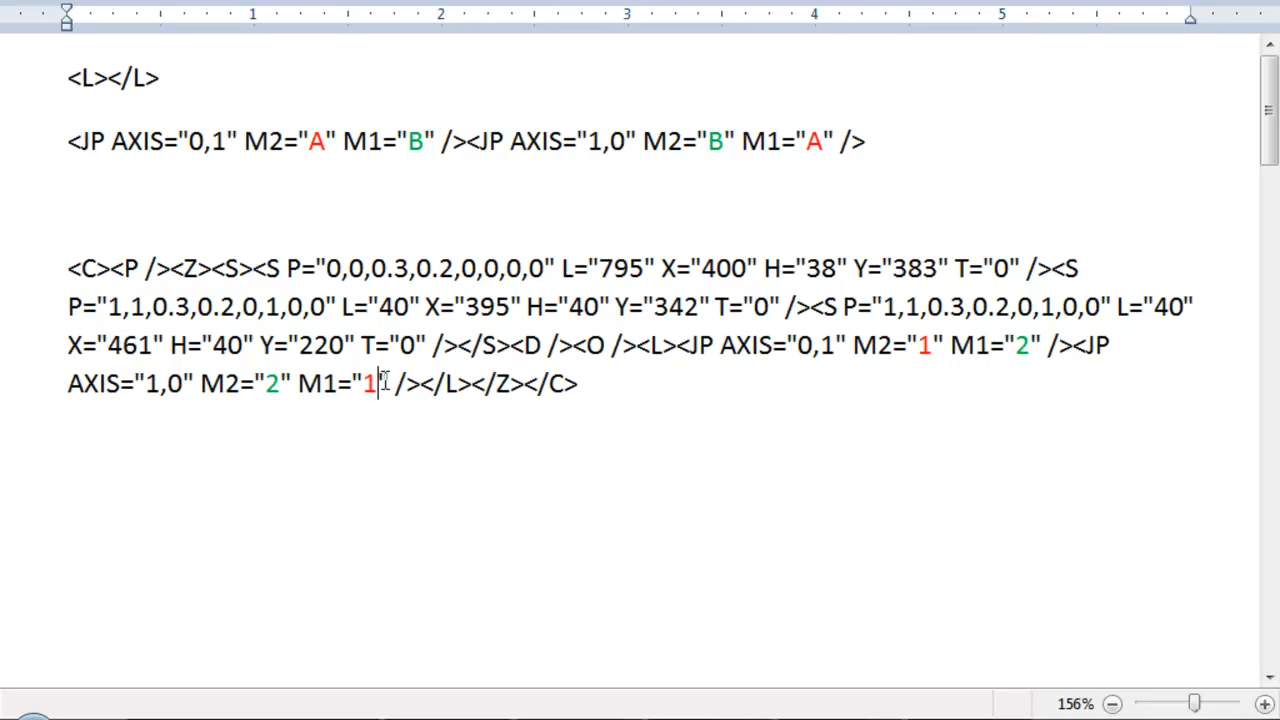 1 2 3 4 5
<L></L>
<JP AXIS="0,1" M2="A" M1="B" /><JP AXIS="1,0" M2="B" M1="A" />
<C><P /><Z><S><S P="0,0,0.3,0.2,0,0,0,0" L="795" X="400" H="38" Y="383" T="0" /><S
P="1,1,0.3,0.2,0,1,0,0" L="40" X="395" H="40" Y="342" T="0" /><S P="1,1,0.3,0.2,0,1,0,0" L="40"
X="461" H="40" Y="220" T="0" /></S><D /><O /><L><JP AXIS="0,1" M2="1" M1="2" /><JP
AXIS="1,0" M2="2" M1="1" /></L></Z></C>
156%